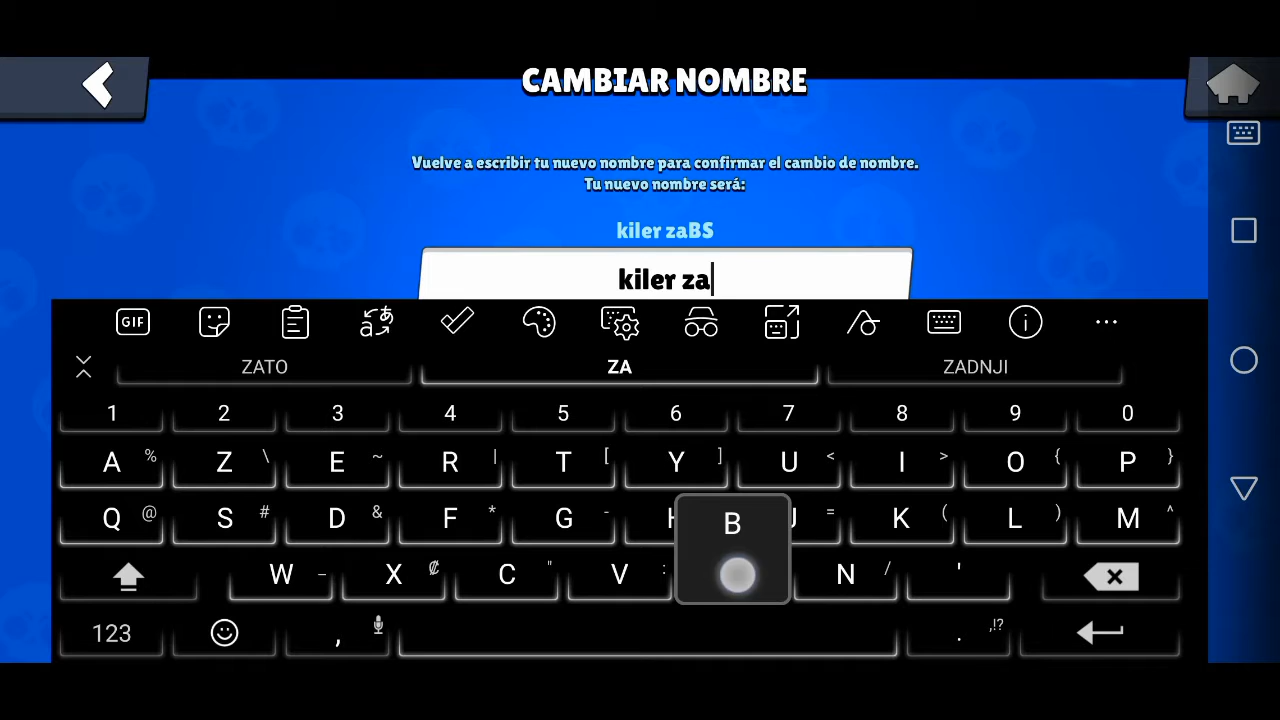 CAMBIAR NOMBRE
Vuelve a escribir tu nuevo nombre para confirmar el cambio de nombre.
Tu nuevo nombre será:
kiler zaBS
kiler za
GIF
ZATO ZA ZADNJI
1 2 3 4 5 6 7 8 9 0
A % Z \ E ~ R | T [ Y ] U < I > O { P }
Q @ S # D & F * G - H J = K ( L ) M ^
B
W _ X ₡ C " V : N / '
123 , . ,!?